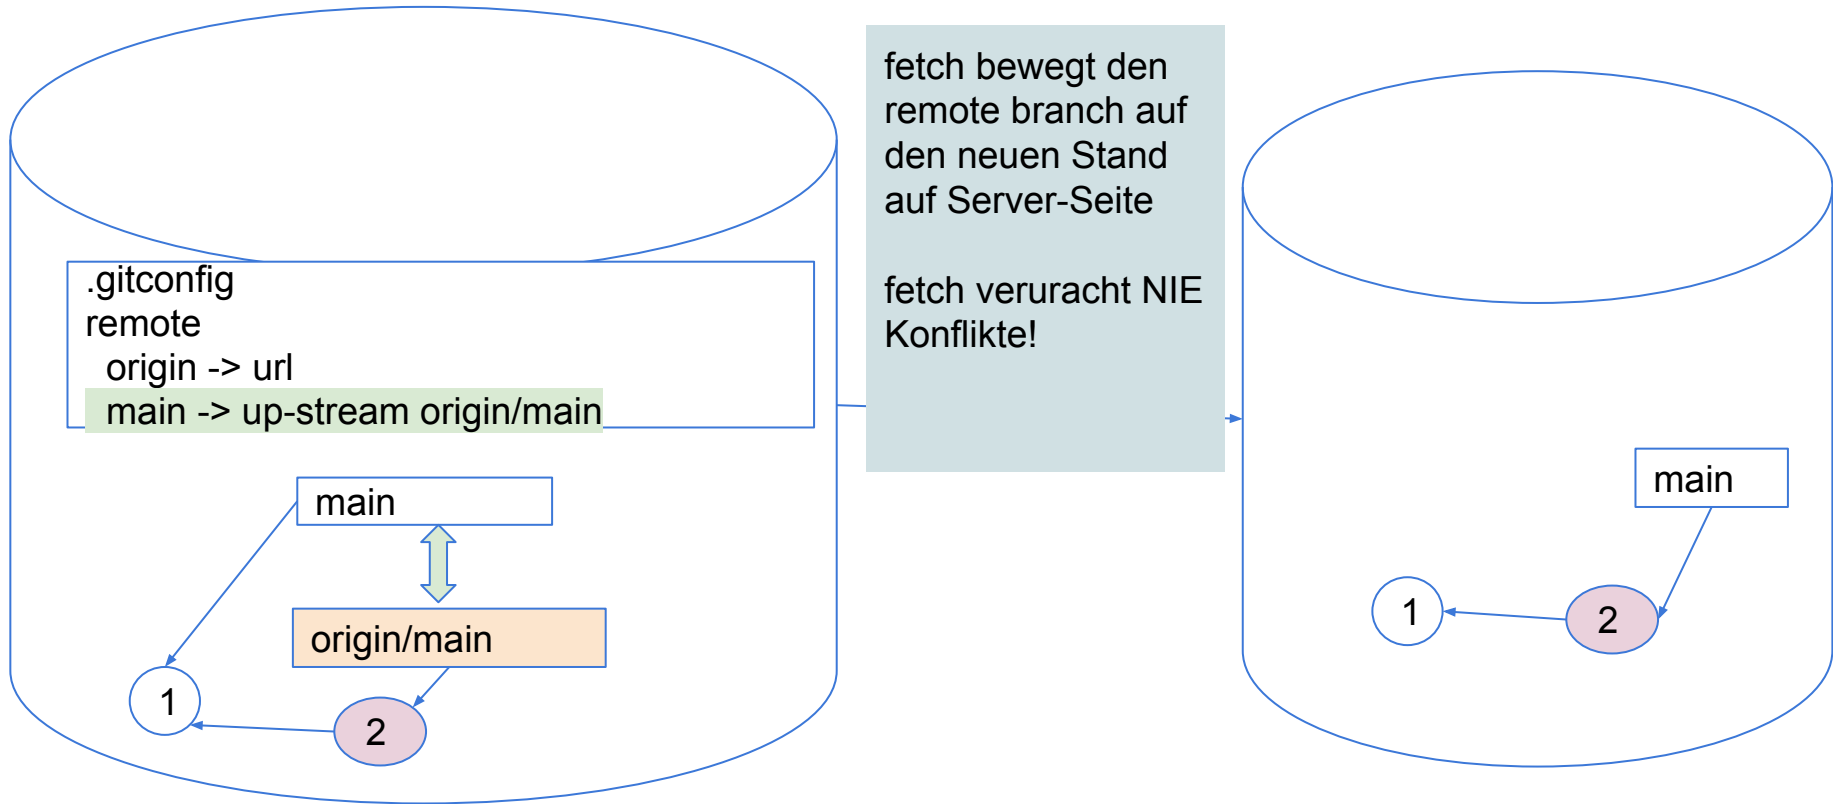 .gitconfig
remote
origin -> url
main -> up-stream origin/main
main
origin/main
1
2
fetch bewegt den
remote branch auf
den neuen Stand
auf Server-Seite
fetch veruracht NIE
Konflikte!
main
1
2